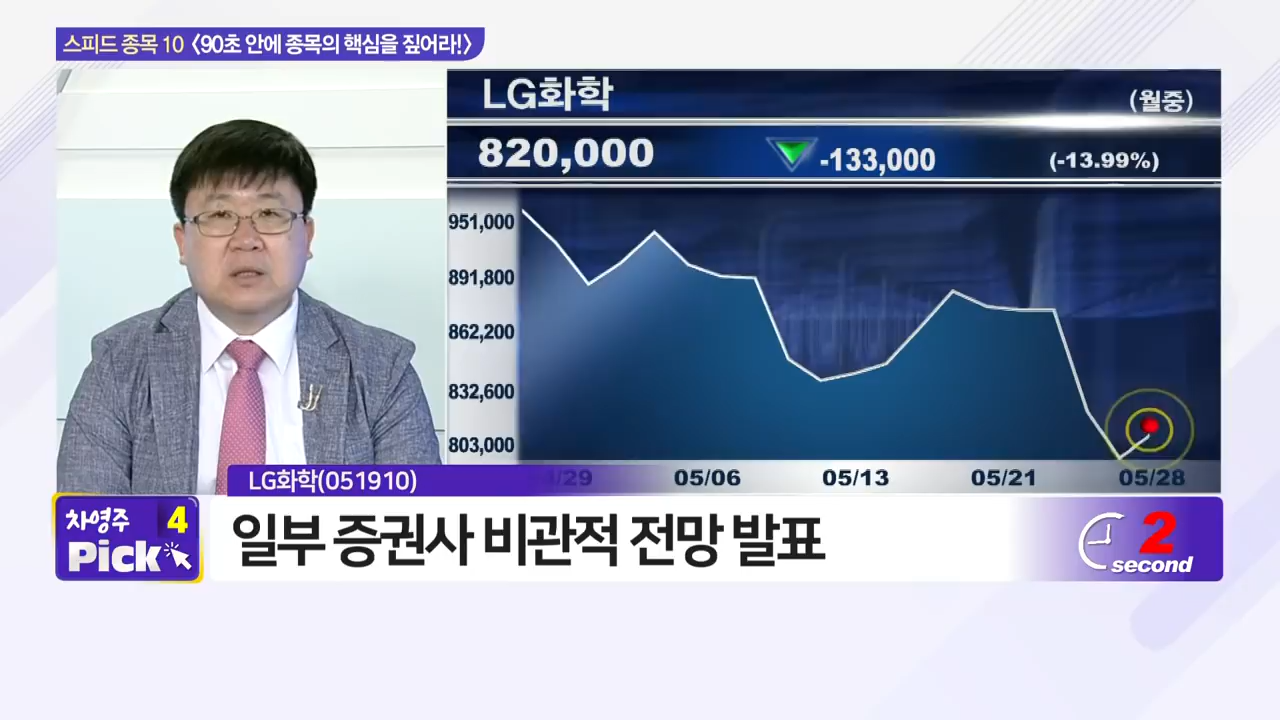 스피드 종목 10 〈90초 안에 종목의 핵심을 짚어라!〉
LG화학
(월중)
820,000 -133,000 (-13.99%)
951,000
891,800
862,200
832,600
803,000
/29 05/06 05/13 05/21 05/28
LG화학(051910)
차영주 4
Pick
일부 증권사 비관적 전망 발표
2
second